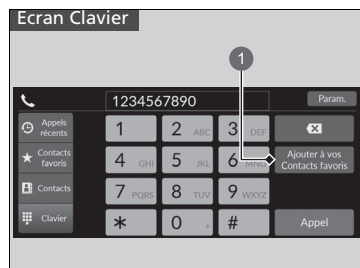 Ecran Clavier
1
1234567890
Param.
Appels
récents
Contacts
favoris
Contacts
Clavier
1
2 ABC
3 DEF
4 GHI
5 JKL
6 MNO
7 PQRS
8 TUV
9 WXYZ
*
0 +
#
Ajouter à vos
Contacts favoris
Appel